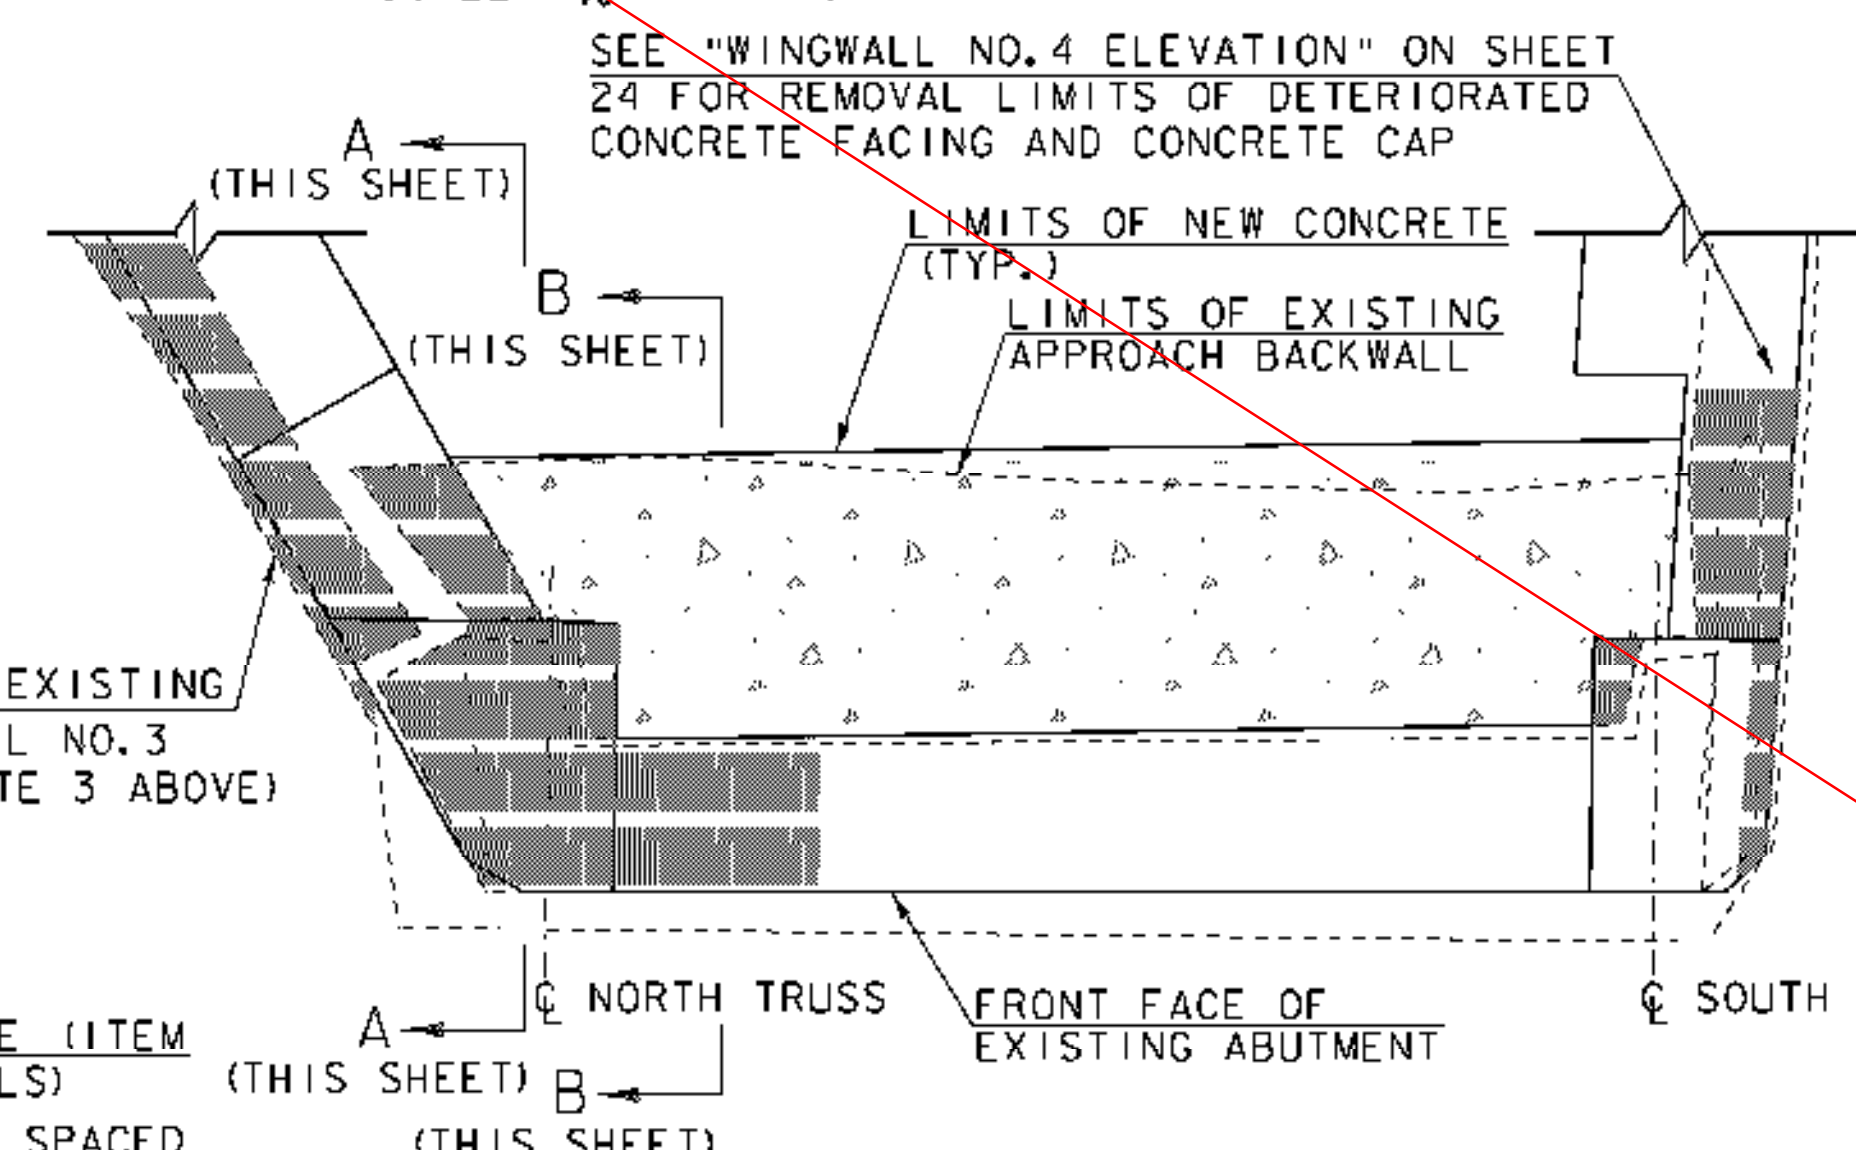 SEE "WINGWALL NO.4 ELEVATION" ON SHEET
24 FOR REMOVAL LIMITS OF DETERIORATED
CONCRETE FACING AND CONCRETE CAP
A
(THIS SHEET)
LIMITS OF NEW CONCRETE
(TYP.)
B
(THIS SHEET)
LIMITS OF EXISTING
APPROACH BACKWALL
EXISTING
L NO.3
TE 3 ABOVE)
℄ NORTH TRUSS
℄ SOUTH
FRONT FACE OF
EXISTING ABUTMENT
A
(THIS SHEET)
B
(THIS SHEET)
E (ITEM
LS)
SPACED